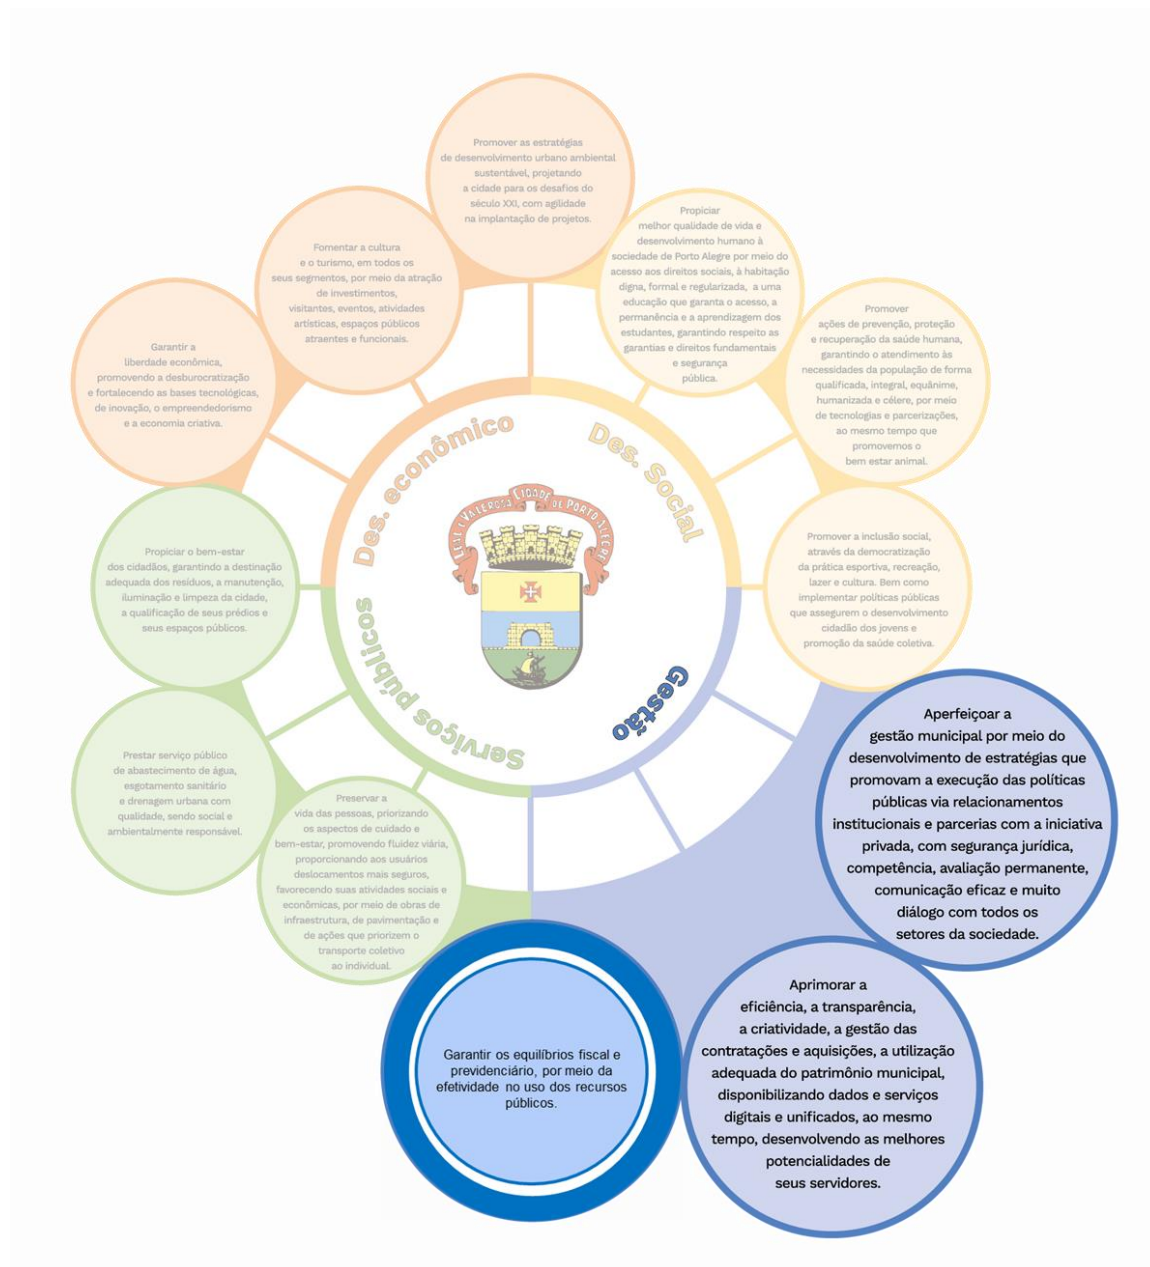 Promover as estratégias
de desenvolvimento urbano ambiental
sustentável, projetando
a cidade para os desafios do
século XXI, com agilidade
na implantação de projetos.
Fomentar a cultura
e o turismo, em todos os
seus segmentos, por meio da atração
de investimentos,
visitantes, eventos, atividades
artísticas, espaços públicos
atraentes e funcionais.
Propiciar
melhor qualidade de vida e
desenvolvimento humano à
sociedade de Porto Alegre por meio do
acesso aos direitos sociais, à habitação
digna, formal e regularizada, a uma
educação que garanta o acesso, a
permanência e a aprendizagem dos
estudantes, garantindo respeito as
garantias e direitos fundamentais
e segurança
pública.
Garantir a
liberdade econômica,
promovendo a desburocratização
e fortalecendo as bases tecnológicas,
de inovação, o empreendedorismo
e a economia criativa.
Promover
ações de prevenção, proteção
e recuperação da saúde humana,
garantindo o atendimento às
necessidades da população de forma
qualificada, integral, equânime,
humanizada e célere, por meio
de tecnologias e parcerizações,
ao mesmo tempo que
promovemos o
bem estar animal.
Des. econômico
Des. Social
LEAL E VALEROSA CIDADE DE PORTO ALEGRE
Propiciar o bem-estar
dos cidadãos, garantindo a destinação
adequada dos resíduos, a manutenção,
iluminação e limpeza da cidade,
a qualificação de seus prédios e
seus espaços públicos.
Promover a inclusão social,
através da democratização
da prática esportiva, recreação,
lazer e cultura. Bem como
implementar políticas públicas
que assegurem o desenvolvimento
cidadão dos jovens e
promoção da saúde coletiva.
Serviços públicos
Gestão
Prestar serviço público
de abastecimento de água,
esgotamento sanitário
e drenagem urbana com
qualidade, sendo social e
ambientalmente responsável.
Preservar a
vida das pessoas, priorizando
os aspectos de cuidado e
bem-estar, promovendo fluidez viária,
proporcionando aos usuários
deslocamentos mais seguros,
favorecendo suas atividades sociais e
econômicas, por meio de obras de
infraestrutura, de pavimentação e
de ações que priorizem o
transporte coletivo
ao individual.
Aperfeiçoar a
gestão municipal por meio do
desenvolvimento de estratégias que
promovam a execução das políticas
públicas via relacionamentos
institucionais e parcerias com a iniciativa
privada, com segurança jurídica,
competência, avaliação permanente,
comunicação eficaz e muito
diálogo com todos os
setores da sociedade.
Garantir os equilíbrios fiscal e
previdenciário, por meio da
efetividade no uso dos recursos
públicos.
Aprimorar a
eficiência, a transparência,
a criatividade, a gestão das
contratações e aquisições, a utilização
adequada do patrimônio municipal,
disponibilizando dados e serviços
digitais e unificados, ao mesmo
tempo, desenvolvendo as melhores
potencialidades de
seus servidores.